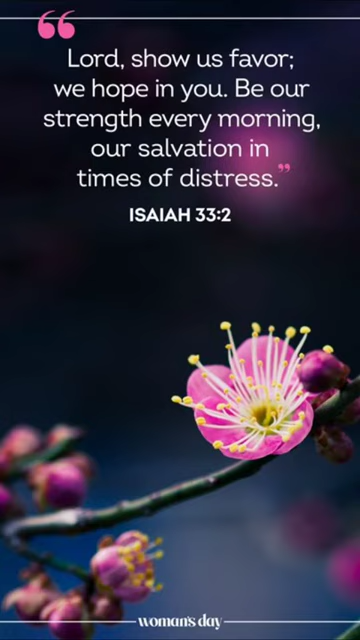 “
Lord, show us favor;
we hope in you. Be our
strength every morning,
our salvation in
times of distress.”
ISAIAH 33:2
woman's day